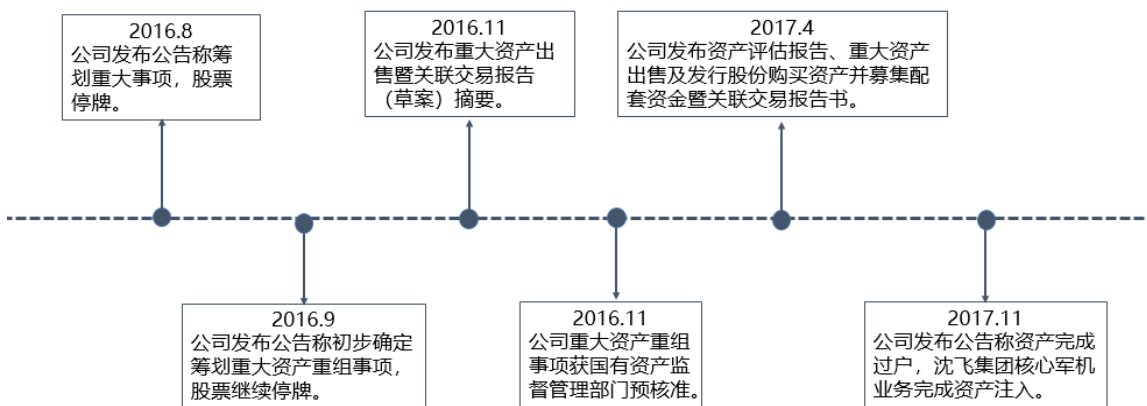 2016.8
公司发布公告称筹
划重大事项，股票
停牌。
2016.11
公司发布重大资产出
售暨关联交易报告
（草案）摘要。
2017.4
公司发布资产评估报告、重大资产
出售及发行股份购买资产并募集配
套资金暨关联交易报告书。
2016.9
公司发布公告称初步确定
筹划重大资产重组事项，
股票继续停牌。
2016.11
公司重大资产重组
事项获国有资产监
督管理部门预核准。
2017.11
公司发布公告称资产完成
过户，沈飞集团核心军机
业务完成资产注入。